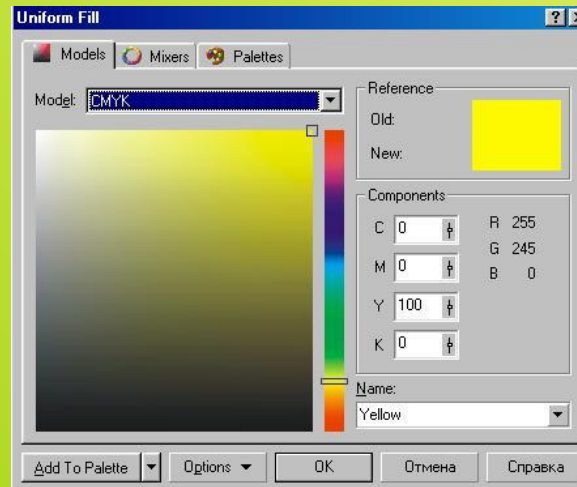 Uniform Fill
Models Mixers Palettes
Model: CMYK
Reference
Old:
New:
Components
C 0 R 255
G 245
M 0 B 0
Y 100
K 0
Name:
Yellow
Add To Palette Options OK Отмена Справка